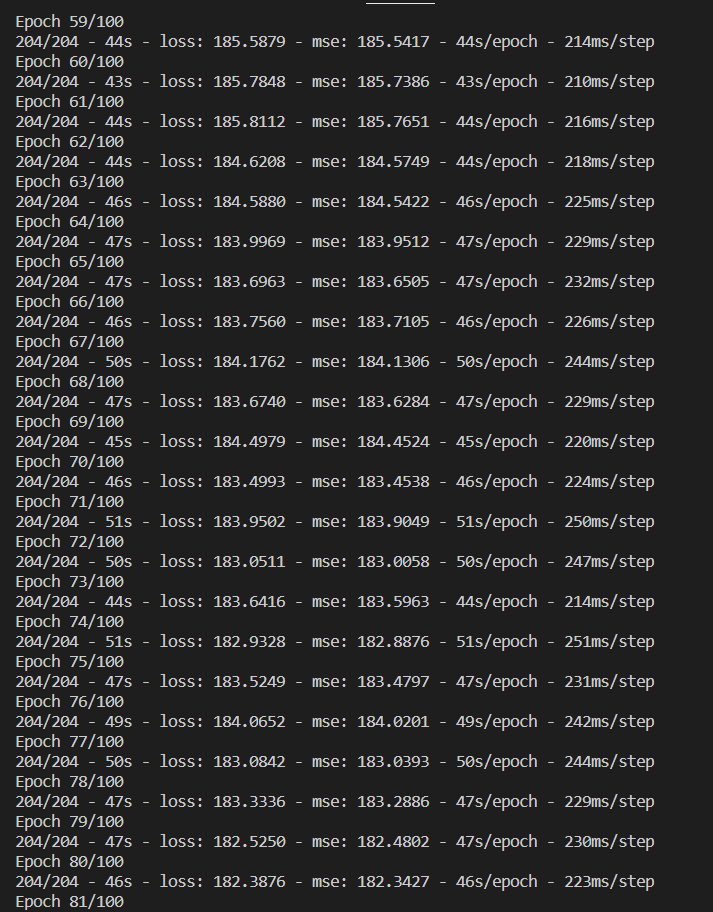 Epoch 59/100
204/204 - 44s - loss: 185.5879 - mse: 185.5417 - 44s/epoch - 214ms/step
Epoch 60/100
204/204 - 43s - loss: 185.7848 - mse: 185.7386 - 43s/epoch - 210ms/step
Epoch 61/100
204/204 - 44s - loss: 185.8112 - mse: 185.7651 - 44s/epoch - 216ms/step
Epoch 62/100
204/204 - 44s - loss: 184.6208 - mse: 184.5749 - 44s/epoch - 218ms/step
Epoch 63/100
204/204 - 46s - loss: 184.5880 - mse: 184.5422 - 46s/epoch - 225ms/step
Epoch 64/100
204/204 - 47s - loss: 183.9969 - mse: 183.9512 - 47s/epoch - 229ms/step
Epoch 65/100
204/204 - 47s - loss: 183.6963 - mse: 183.6505 - 47s/epoch - 232ms/step
Epoch 66/100
204/204 - 46s - loss: 183.7560 - mse: 183.7105 - 46s/epoch - 226ms/step
Epoch 67/100
204/204 - 50s - loss: 184.1762 - mse: 184.1306 - 50s/epoch - 244ms/step
Epoch 68/100
204/204 - 47s - loss: 183.6740 - mse: 183.6284 - 47s/epoch - 229ms/step
Epoch 69/100
204/204 - 45s - loss: 184.4979 - mse: 184.4524 - 45s/epoch - 220ms/step
Epoch 70/100
204/204 - 46s - loss: 183.4993 - mse: 183.4538 - 46s/epoch - 224ms/step
Epoch 71/100
204/204 - 51s - loss: 183.9502 - mse: 183.9049 - 51s/epoch - 250ms/step
Epoch 72/100
204/204 - 50s - loss: 183.0511 - mse: 183.0058 - 50s/epoch - 247ms/step
Epoch 73/100
204/204 - 44s - loss: 183.6416 - mse: 183.5963 - 44s/epoch - 214ms/step
Epoch 74/100
204/204 - 51s - loss: 182.9328 - mse: 182.8876 - 51s/epoch - 251ms/step
Epoch 75/100
204/204 - 47s - loss: 183.5249 - mse: 183.4797 - 47s/epoch - 231ms/step
Epoch 76/100
204/204 - 49s - loss: 184.0652 - mse: 184.0201 - 49s/epoch - 242ms/step
Epoch 77/100
204/204 - 50s - loss: 183.0842 - mse: 183.0393 - 50s/epoch - 244ms/step
Epoch 78/100
204/204 - 47s - loss: 183.3336 - mse: 183.2886 - 47s/epoch - 229ms/step
Epoch 79/100
204/204 - 47s - loss: 182.5250 - mse: 182.4802 - 47s/epoch - 230ms/step
Epoch 80/100
204/204 - 46s - loss: 182.3876 - mse: 182.3427 - 46s/epoch - 223ms/step
Epoch 81/100